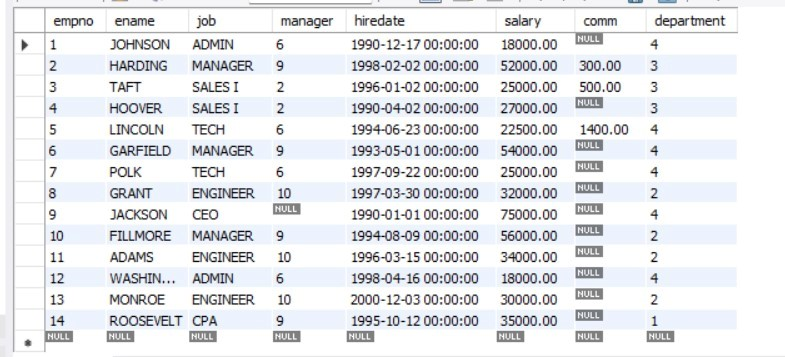 empno ename job manager hiredate salary comm department
1 JOHNSON ADMIN 6 1990-12-17 00:00:00 18000.00 NULL 4
2 HARDING MANAGER 9 1998-02-02 00:00:00 52000.00 300.00 3
3 TAFT SALES I 2 1996-01-02 00:00:00 25000.00 500.00 3
4 HOOVER SALES I 2 1990-04-02 00:00:00 27000.00 NULL 3
5 LINCOLN TECH 6 1994-06-23 00:00:00 22500.00 1400.00 4
6 GARFIELD MANAGER 9 1993-05-01 00:00:00 54000.00 NULL 4
7 POLK TECH 6 1997-09-22 00:00:00 25000.00 NULL 4
8 GRANT ENGINEER 10 1997-03-30 00:00:00 32000.00 NULL 2
9 JACKSON CEO NULL 1990-01-01 00:00:00 75000.00 NULL 4
10 FILLMORE MANAGER 9 1994-08-09 00:00:00 56000.00 NULL 2
11 ADAMS ENGINEER 10 1996-03-15 00:00:00 34000.00 NULL 2
12 WASHIN... ADMIN 6 1998-04-16 00:00:00 18000.00 NULL 4
13 MONROE ENGINEER 10 2000-12-03 00:00:00 30000.00 NULL 2
14 ROOSEVELT CPA 9 1995-10-12 00:00:00 35000.00 NULL 1
NULL NULL NULL NULL NULL NULL NULL NULL